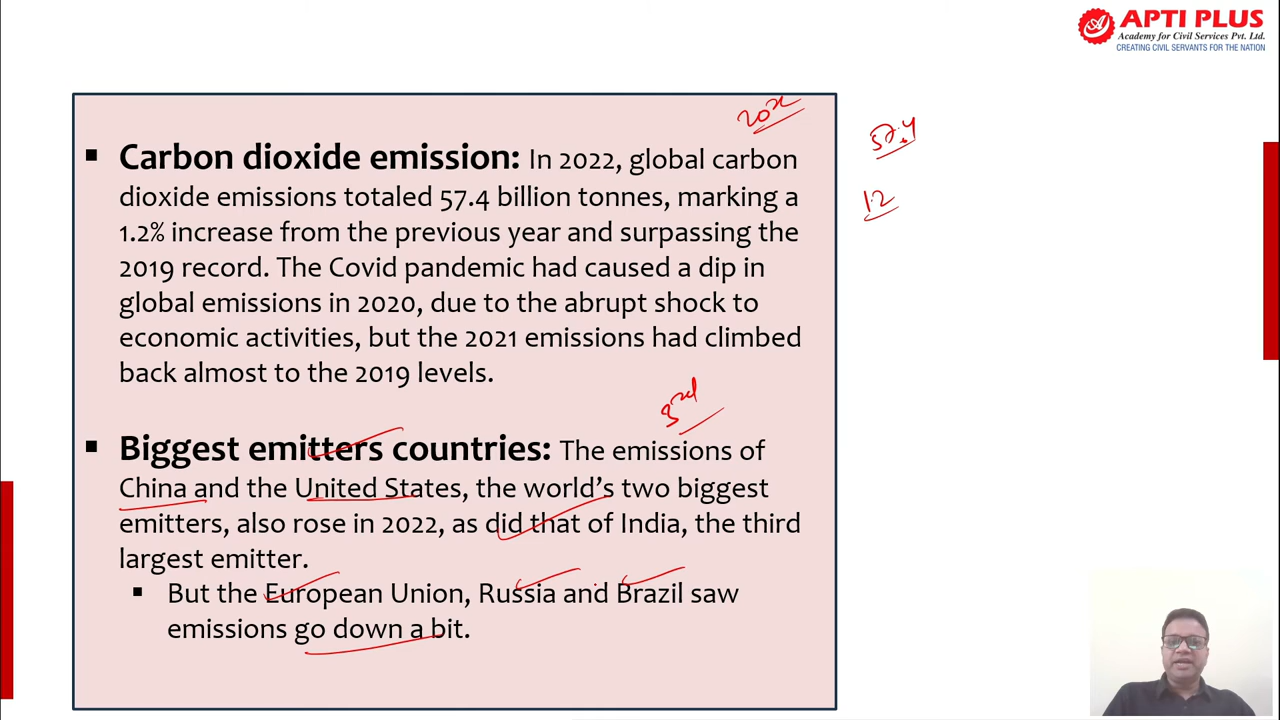 APTI PLUS
Academy for Civil Services Pvt. Ltd.
CREATING CIVIL SERVANTS FOR THE NATION
▪ Carbon dioxide emission: In 2022, global carbon
dioxide emissions totaled 57.4 billion tonnes, marking a
1.2% increase from the previous year and surpassing the
2019 record. The Covid pandemic had caused a dip in
global emissions in 2020, due to the abrupt shock to
economic activities, but the 2021 emissions had climbed
back almost to the 2019 levels.
3rd
▪ Biggest emitters countries: The emissions of
China and the United States, the world's two biggest
emitters, also rose in 2022, as did that of India, the third
largest emitter.
▪ But the European Union, Russia and Brazil saw
emissions go down a bit.
57.4
1.2